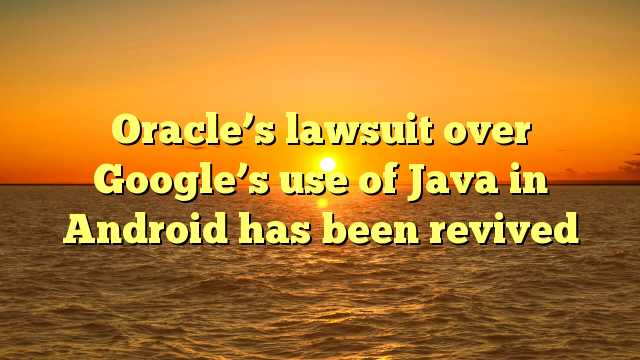 Oracle’s lawsuit over
Google’s use of Java in
Android has been revived